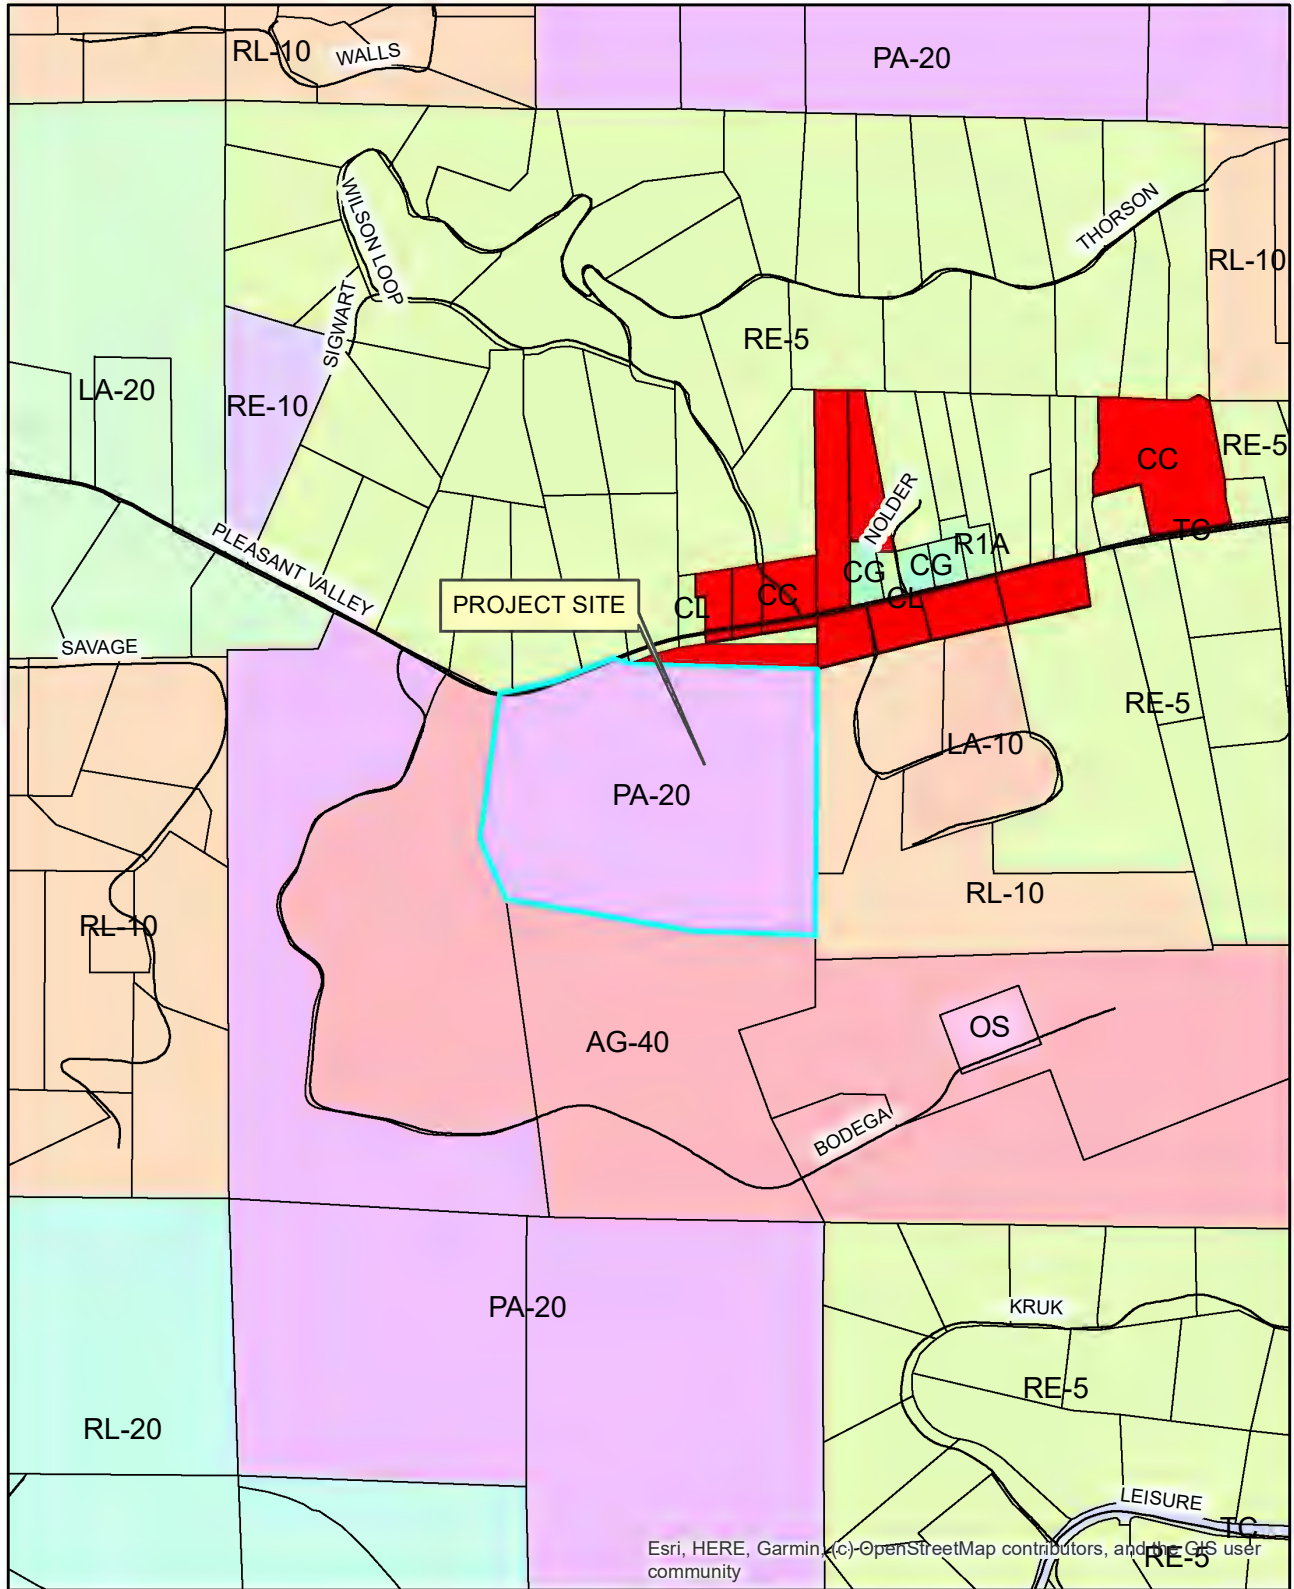 RL-10
WALLS
PA-20
WILSON LOOP
THORSON
RL-10
SIGWART
RE-5
LA-20
RE-10
CC
RE-5
NOLDER
TC
R1A
PLEASANT VALLEY
CG
CG
CC
CL
CL
PROJECT SITE
SAVAGE
RE-5
LA-10
PA-20
RL-10
RL-10
OS
AG-40
BODEGA
PA-20
KRUK
RE-5
RL-20
LEISURE
TC
RE-5
Esri, HERE, Garmin, (c) OpenStreetMap contributors, and the GIS user
community